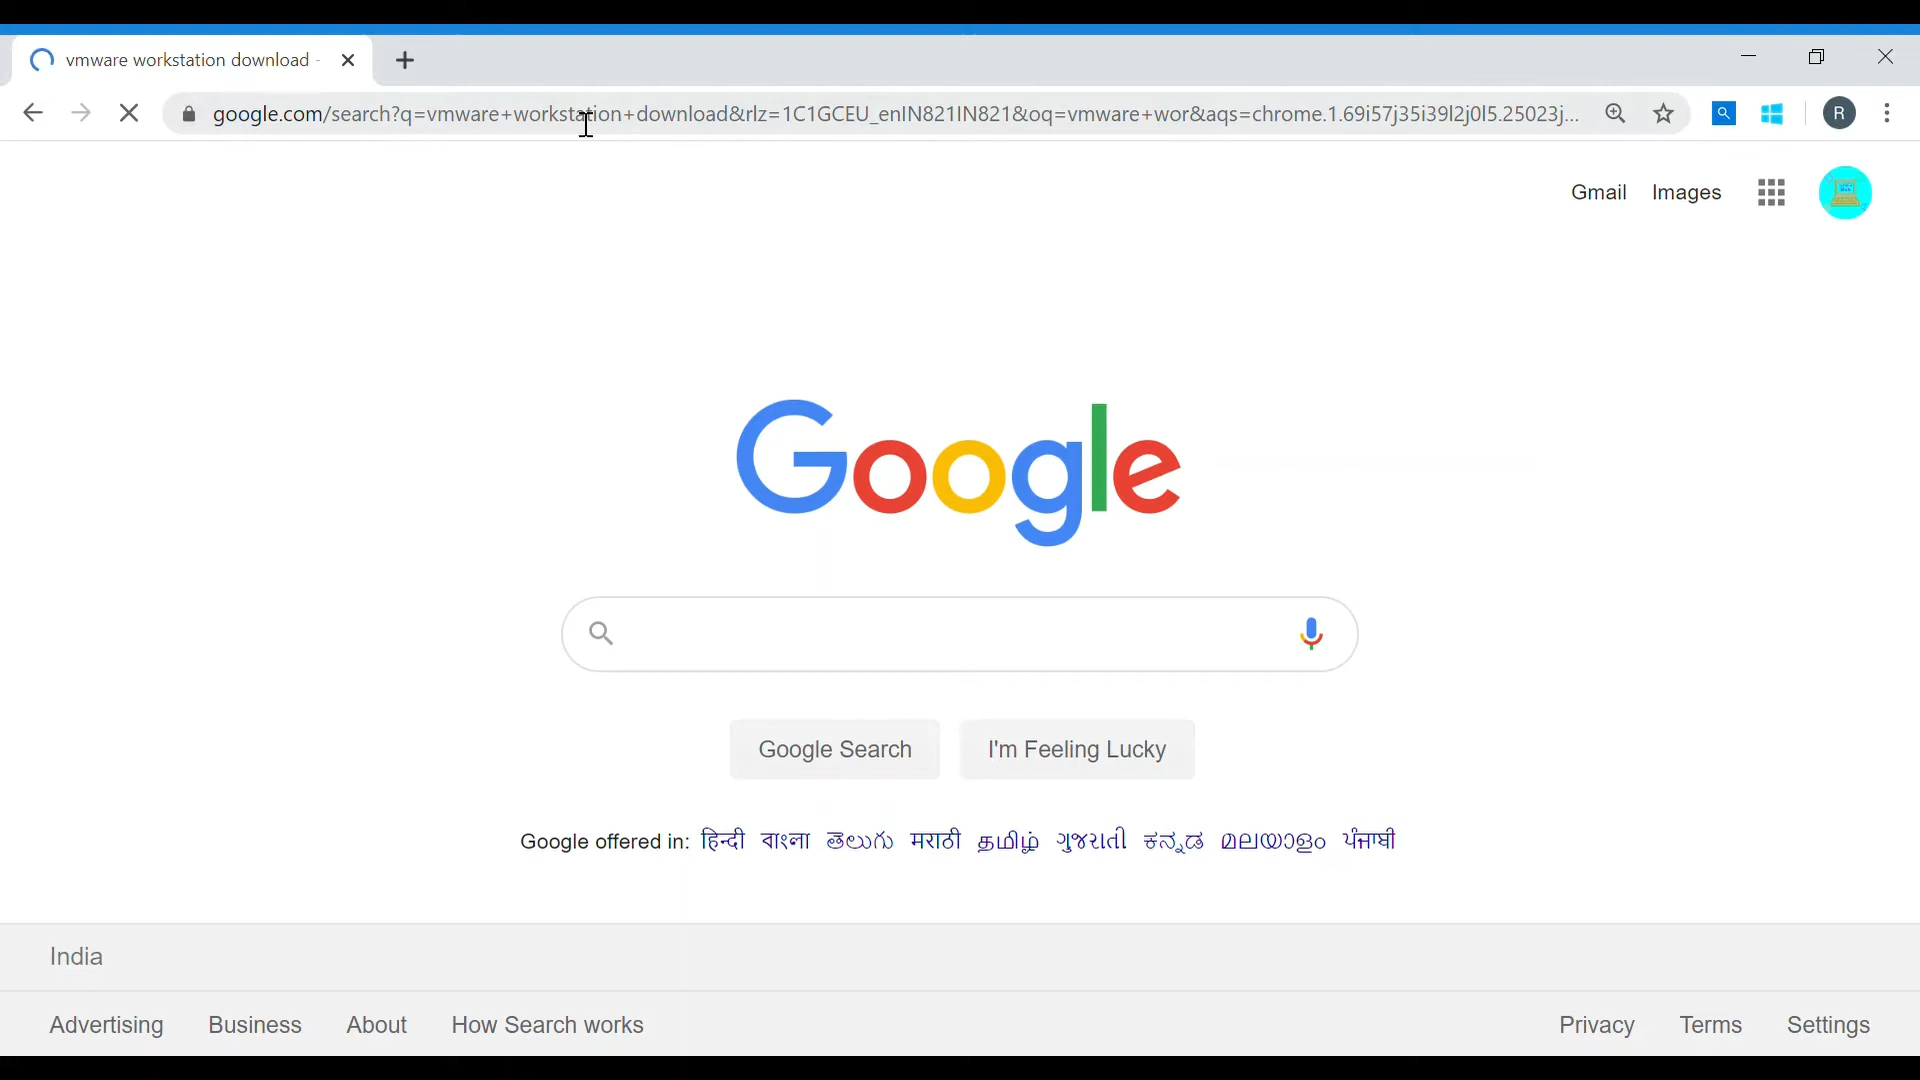 vmware workstation download -
google.com/search?q=vmware+workstation+download&rlz=1C1GCEU_enIN821IN821&oq=vmware+wor&aqs=chrome.1.69i57j35i39l2j0l5.25023j...
R
Gmail Images
Google
Google Search I'm Feeling Lucky
Google offered in: हिन्दी বাংলা తెలుగు मराठी தமிழ் ગુજરાતી ಕನ್ನಡ മലയാളം ਪੰਜਾਬੀ
India
Advertising Business About How Search works Privacy Terms Settings